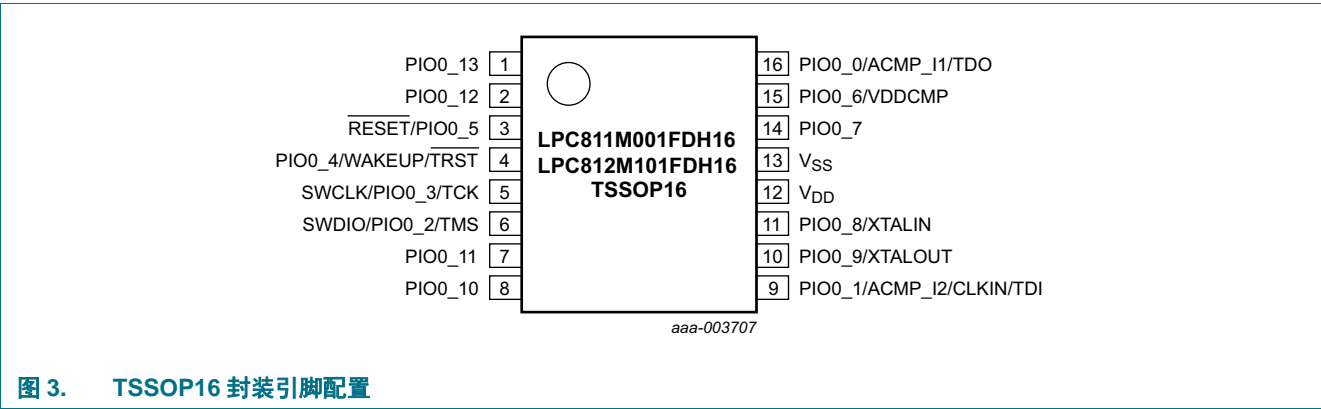 PIO0_13 1
PIO0_12 2
RESET/PIO0_5 3
PIO0_4/WAKEUP/TRST 4
SWCLK/PIO0_3/TCK 5
SWDIO/PIO0_2/TMS 6
PIO0_11 7
PIO0_10 8
LPC811M001FDH16
LPC812M101FDH16
TSSOP16
16 PIO0_0/ACMP_I1/TDO
15 PIO0_6/VDDCMP
14 PIO0_7
13 VSS
12 VDD
11 PIO0_8/XTALIN
10 PIO0_9/XTALOUT
9 PIO0_1/ACMP_I2/CLKIN/TDI
aaa-003707
图 3. TSSOP16 封装引脚配置